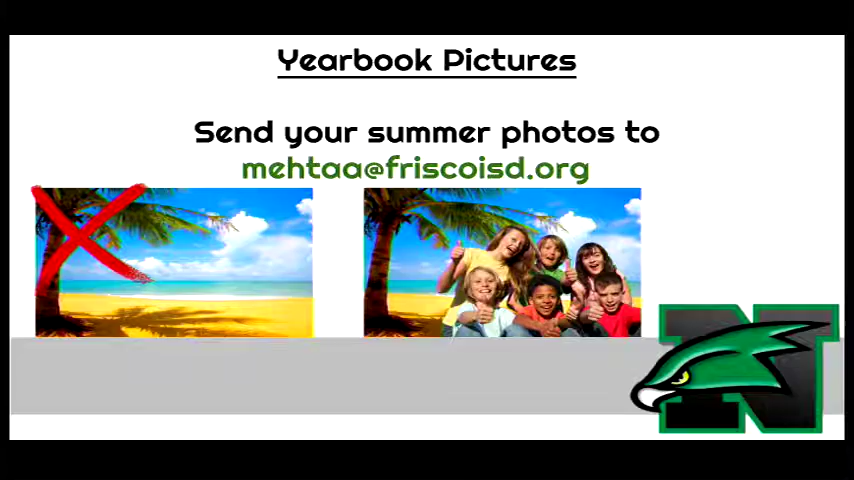 Yearbook Pictures
Send your summer photos to
mehtaa@friscoisd.org
N